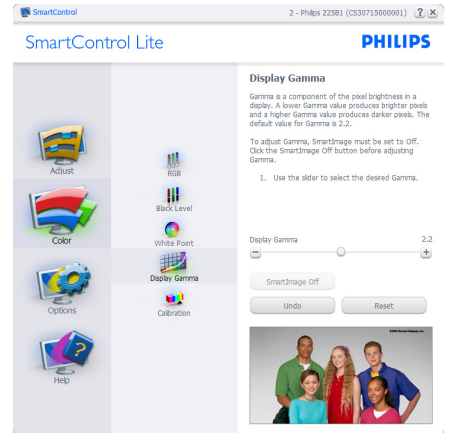 SmartControl
2 - Philips 225B1 (CS30715000001)
SmartControl Lite
PHILIPS
Adjust
Color
Options
Help
RGB
Black Level
White Point
Display Gamma
Calibration
Display Gamma
Gamma is a component of the pixel brightness in a
display. A lower Gamma value produces brighter pixels
and a higher Gamma value produces darker pixels. The
default value for Gamma is 2.2.
To adjust Gamma, SmartImage must be set to Off.
Click the SmartImage Off button before adjusting
Gamma.
1. Use the slider to select the desired Gamma.
Display Gamma 2.2
SmartImage Off
Undo Reset